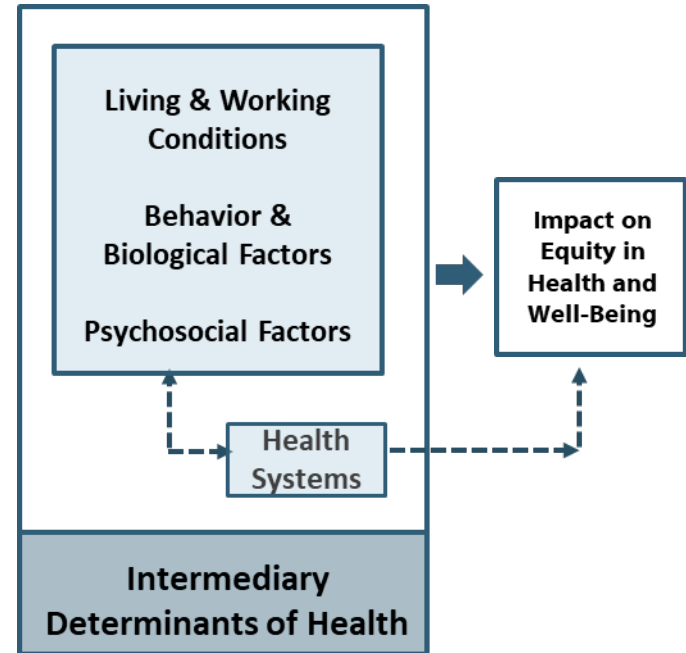 Living & Working
Conditions
Behavior &
Biological Factors
Psychosocial Factors
Impact on
Equity in
Health and
Well-Being
Health
Systems
Intermediary
Determinants of Health